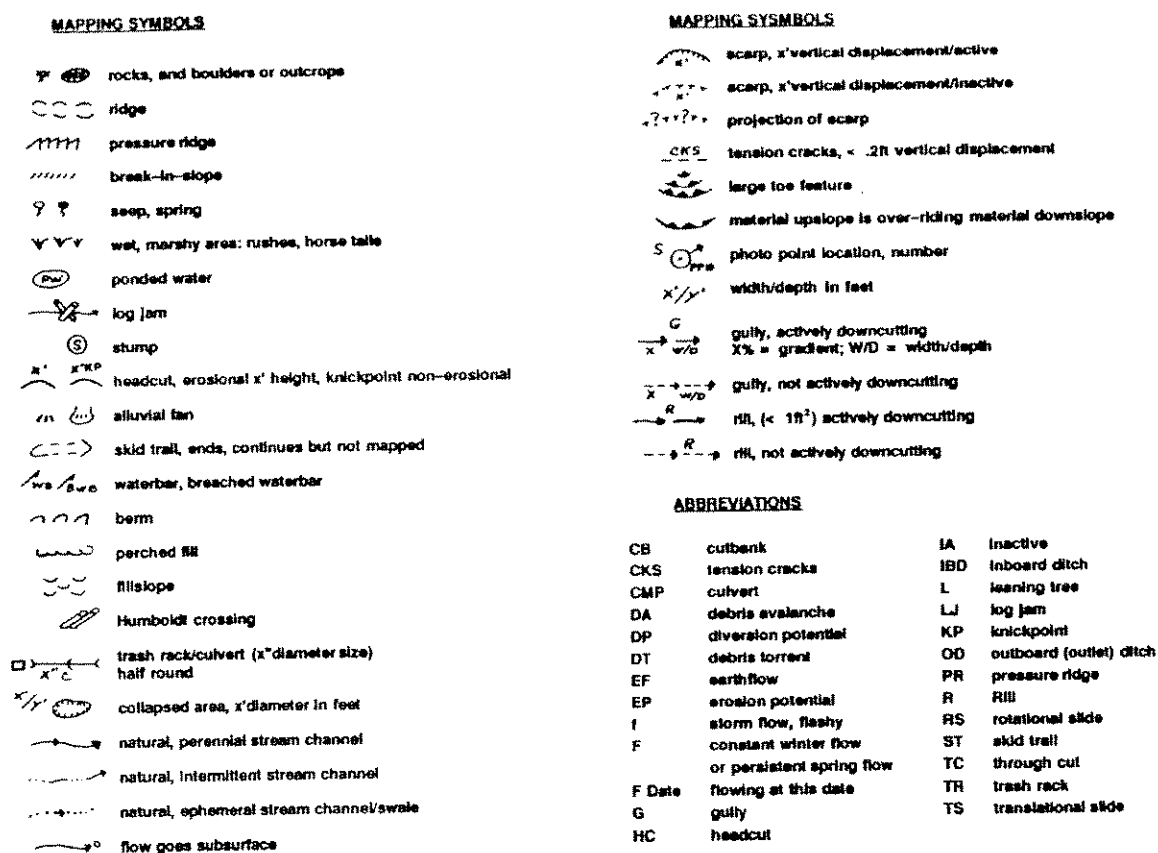 MAPPING SYMBOLS
rocks, and boulders or outcrops
ridge
pressure ridge
break-in-slope
seep, spring
wet, marshy area: rushes, horse tails
PW ponded water
log jam
S stump
x' x"KP headcut, erosional x' height, knickpoint non-erosional
alluvial fan
skid trail, ends, continues but not mapped
WB BWB waterbar, breached waterbar
berm
perched fill
fillslope
Humboldt crossing
trash rack/culvert (x"diameter size)
x" C half round
x'/y' collapsed area, x'diameter in feet
natural, perennial stream channel
natural, intermittent stream channel
natural, ephemeral stream channel/swale
flow goes subsurface
MAPPING SYSMBOLS
x' scarp, x'vertical displacement/active
x' scarp, x'vertical displacement/inactive
? ? projection of scarp
CKS tension cracks, < .2ft vertical displacement
large toe feature
material upslope is over-riding material downslope
S PP# photo point location, number
x'/y' width/depth in feet
G gully, actively downcutting
X W/D X% = gradient; W/D = width/depth
X W/D gully, not actively downcutting
R rill, (< 1ft²) actively downcutting
R rill, not actively downcutting
ABBREVIATIONS
CB cutbank
CKS tension cracks
CMP culvert
DA debris avalanche
DP diversion potential
DT debris torrent
EF earthflow
EP erosion potential
f storm flow, flashy
F constant winter flow
or persistent spring flow
F Date flowing at this date
G gully
HC headcut
IA Inactive
IBD Inboard ditch
L leaning tree
LJ log jam
KP knickpoint
OD outboard (outlet) ditch
PR pressure ridge
R Rill
RS rotational slide
ST skid trail
TC through cut
TR trash rack
TS translational slide